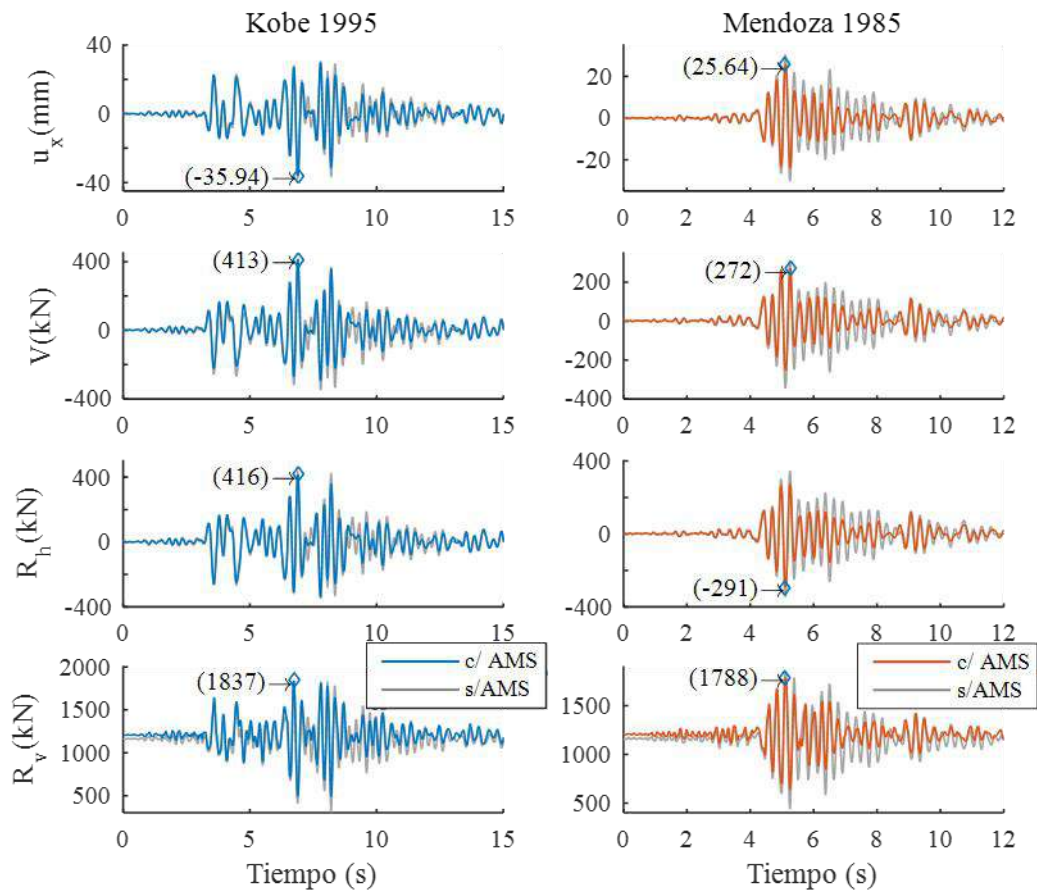 Kobe 1995
Mendoza 1985
u_x(mm)
40
0
-40
(-35.94)
0 5 10 15
20
0
-20
(25.64)
0 2 4 6 8 10 12
V(kN)
400
200
0
-400
(413)
0 5 10 15
200
0
-200
-400
(272)
0 2 4 6 8 10 12
R_h(kN)
400
0
-400
(416)
0 5 10 15
400
0
-400
(-291)
0 2 4 6 8 10 12
R_v(kN)
2000
1500
1000
500
(1837)
c/ AMS
s/AMS
0 5 10 15
Tiempo (s)
1500
1000
500
(1788)
c/ AMS
s/AMS
0 2 4 6 8 10 12
Tiempo (s)